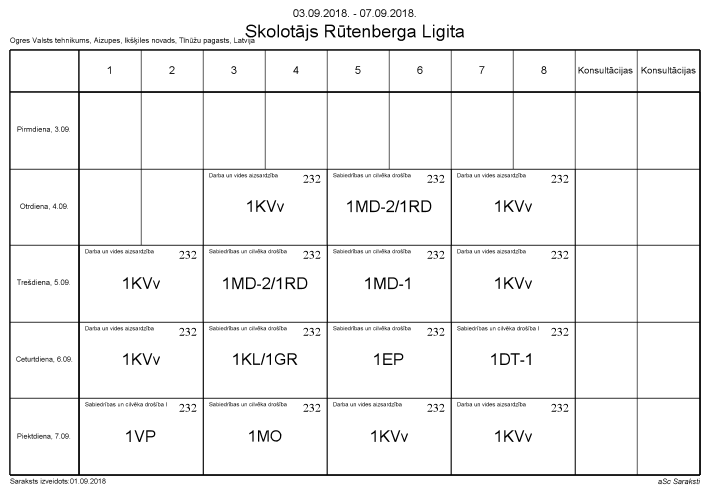 03.09.2018. - 07.09.2018.
Skolotājs Rūtenberga Ligita
Ogres Valsts tehnikums, Aizupes, Ikšķiles novads, Tīnūžu pagasts, Latvija
1 2 3 4 5 6 7 8 Konsultācijas Konsultācijas
Pirmdiena, 3.09.
Darba un vides aizsardzība 232 Sabiedrības un cilvēka drošība 232 Darba un vides aizsardzība 232
Otrdiena, 4.09. 1KVv 1MD-2/1RD 1KVv
Darba un vides aizsardzība 232 Sabiedrības un cilvēka drošība 232 Sabiedrības un cilvēka drošība 232 Darba un vides aizsardzība 232
Trešdiena, 5.09. 1KVv 1MD-2/1RD 1MD-1 1KVv
Darba un vides aizsardzība 232 Sabiedrības un cilvēka drošība 232 Sabiedrības un cilvēka drošība 232 Sabiedrības un cilvēka drošība I 232
Ceturtdiena, 6.09. 1KVv 1KL/1GR 1EP 1DT-1
Sabiedrības un cilvēka drošība I 232 Sabiedrības un cilvēka drošība 232 Darba un vides aizsardzība 232 Darba un vides aizsardzība 232
Piektdiena, 7.09. 1VP 1MO 1KVv 1KVv
Saraksts izveidots:01.09.2018 aSc Saraksti